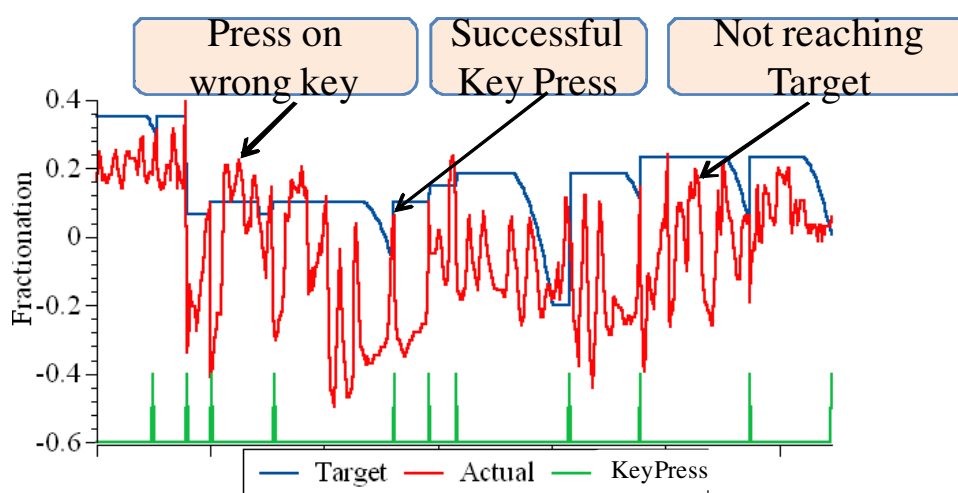 Press on
wrong key
Successful
Key Press
Not reaching
Target
0.4
0.2
0
-0.2
-0.4
-0.6
Fractionation
Target
Actual
KeyPress